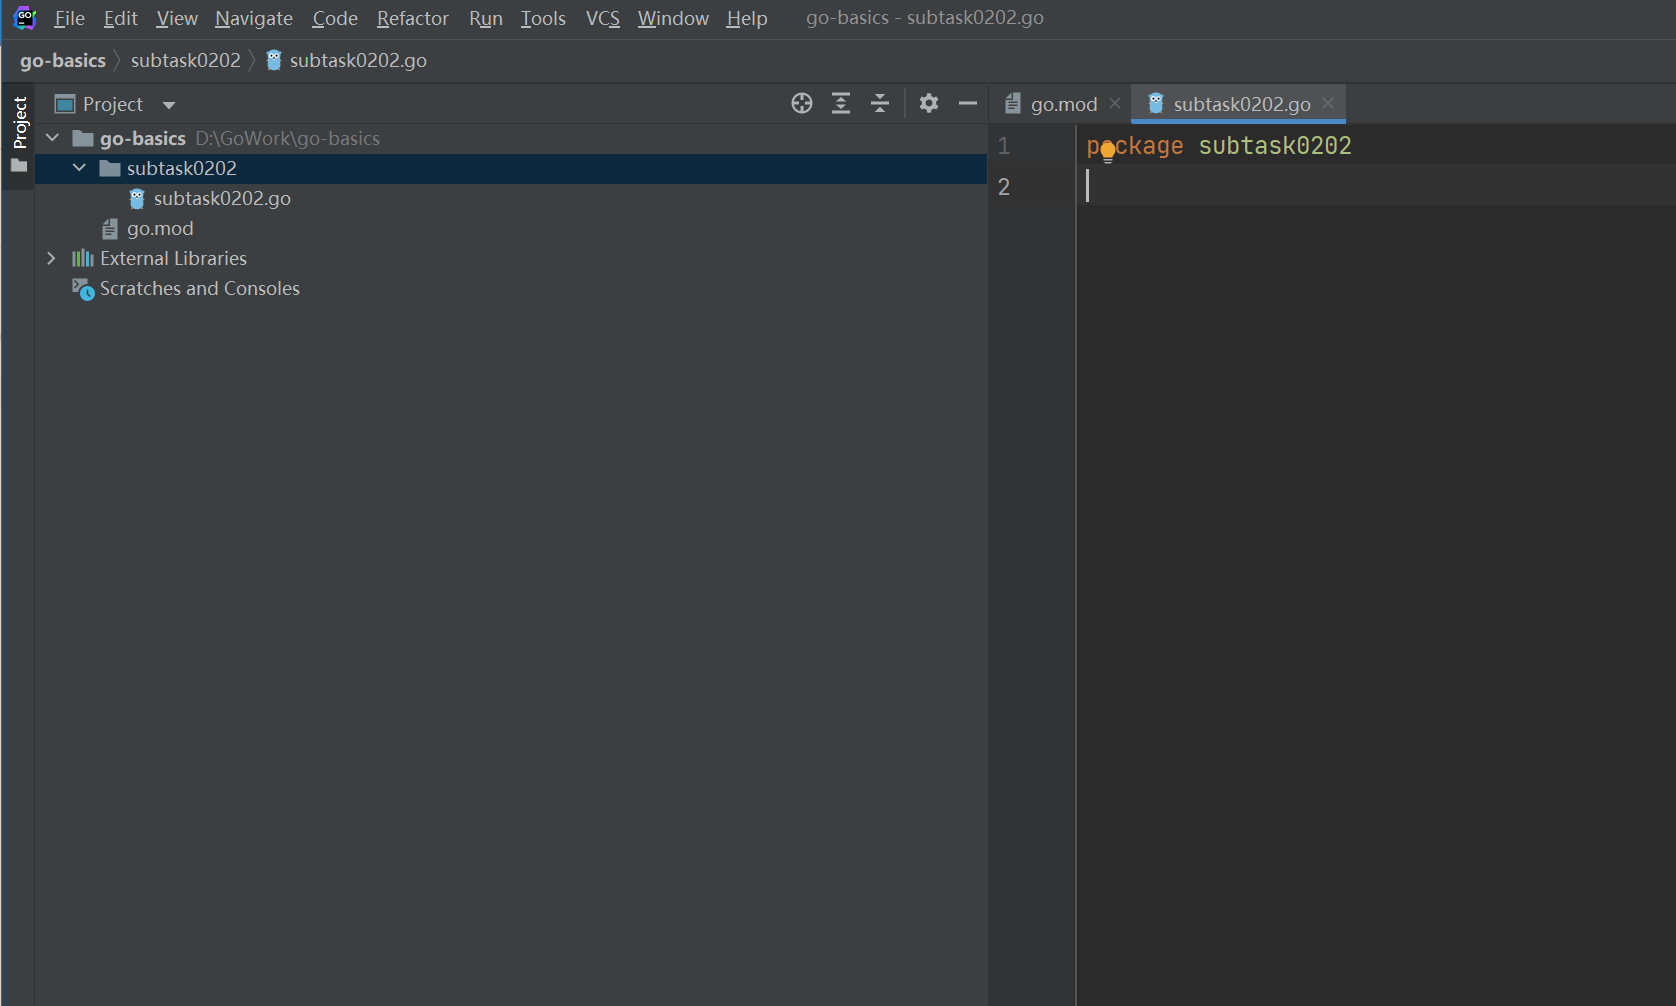 GO File Edit View Navigate Code Refactor Run Tools VCS Window Help go-basics - subtask0202.go
go-basics subtask0202 subtask0202.go
Project
Project
go.mod subtask0202.go
go-basics D:\GoWork\go-basics
subtask0202
subtask0202.go
go.mod
External Libraries
Scratches and Consoles
1 package subtask0202
2